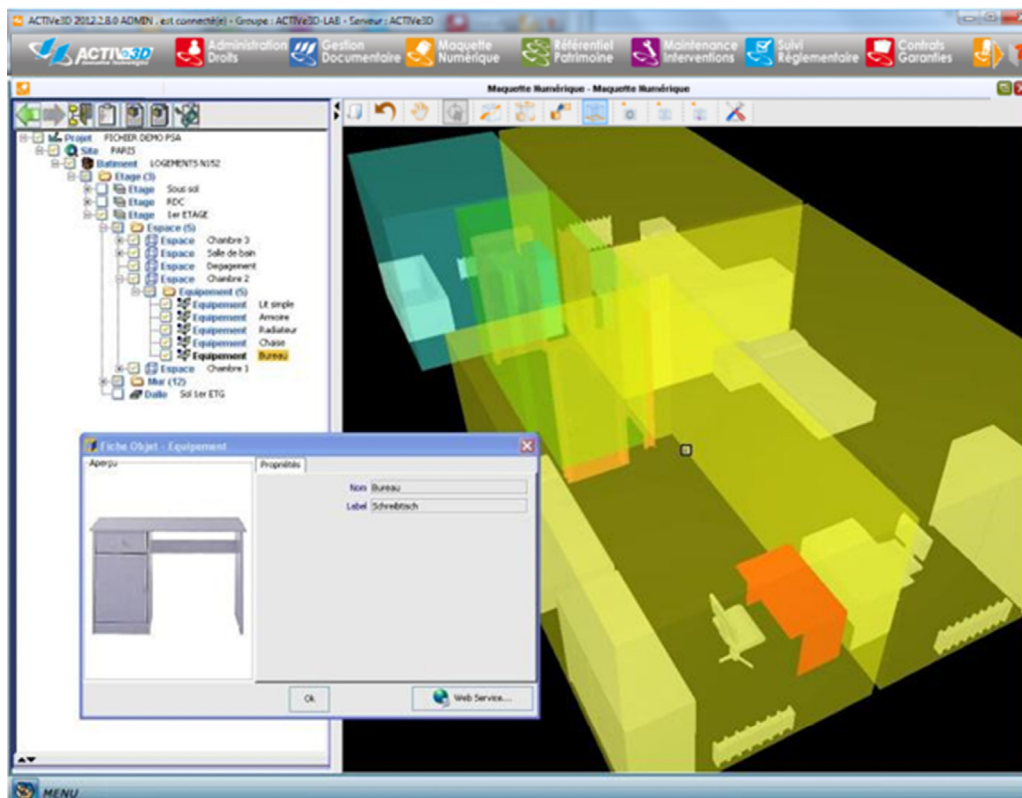 ACTIVe3D 2012.2.8.0 ADMIN . est connecté(e) - Groupe : ACTIVe3D-LAB - Serveur : ACTIVe3D
ACTIVe3D
Administration Droits
Gestion Documentaire
Maquette Numérique
Référentiel Patrimoine
Maintenance Interventions
Suivi Règlementaire
Contrats Garanties
Maquette Numérique - Maquette Numérique
Projet FICHIER DEMO PSA
Site PARIS
Batiment LOGEMENTS N152
Etage (3)
Etage Sous sol
Etage RDC
Etage 1er ETAGE
Espace (5)
Espace Chambre 3
Espace Salle de bain
Espace Degagement
Espace Chambre 2
Equipement (5)
Equipement Lit simple
Equipement Armoire
Equipement Radiateur
Equipement Chaise
Equipement Bureau
Espace Chambre 1
Mur (12)
Dalle Sol 1er ETG
Fiche Objet - Equipement
Aperçu
Propriétés
Nom Bureau
Label Schreibtisch
Ok
Web Service...
MENU